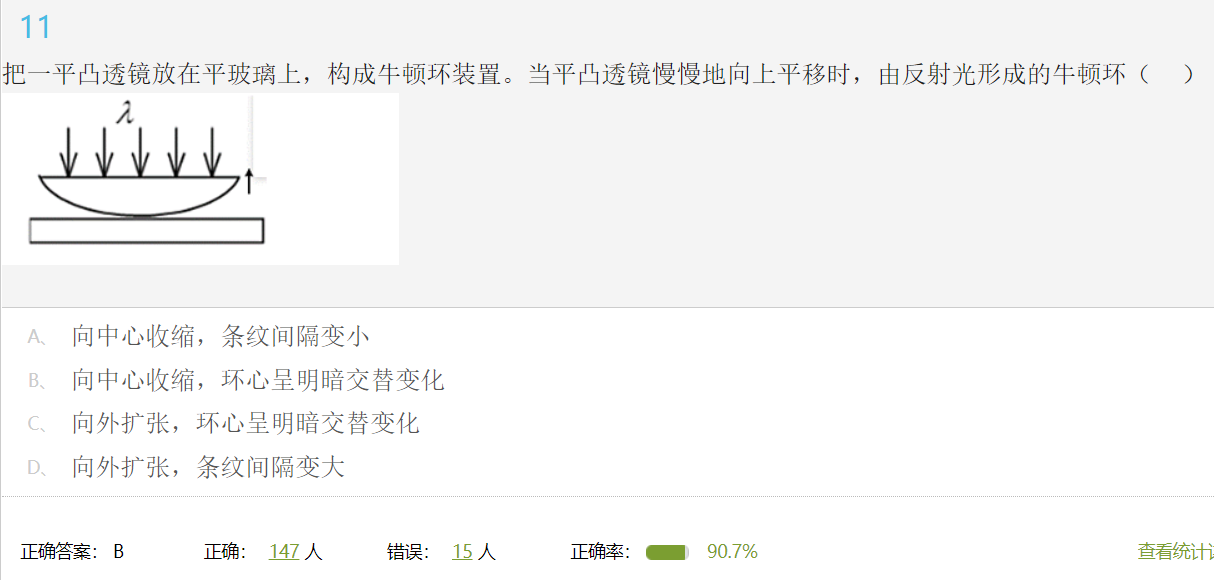 11
把一平凸透镜放在平玻璃上，构成牛顿环装置。当平凸透镜慢慢地向上平移时，由反射光形成的牛顿环（　）
λ
A、 向中心收缩，条纹间隔变小
B、 向中心收缩，环心呈明暗交替变化
C、 向外扩张，环心呈明暗交替变化
D、 向外扩张，条纹间隔变大
正确答案： B 正确： 147 人 错误： 15 人 正确率： 90.7% 查看统计